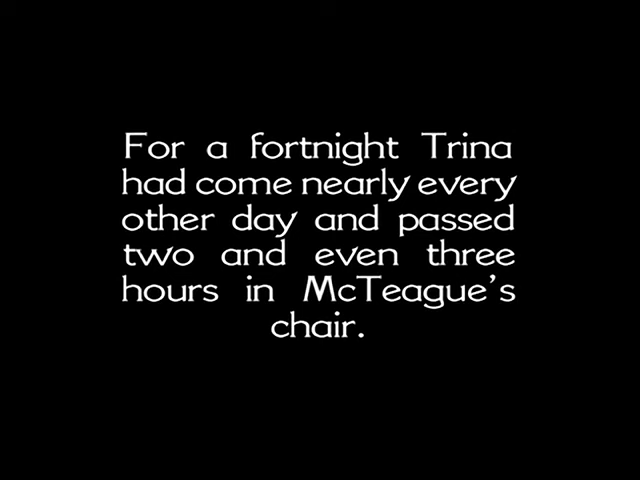 For a fortnight Trina
had come nearly every
other day and passed
two and even three
hours in McTeague's
chair.